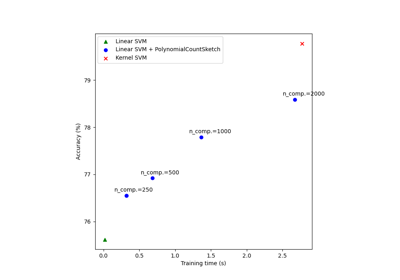 Linear SVM
Linear SVM + PolynomialCountSketch
Kernel SVM
n_comp.=2000
n_comp.=1000
n_comp.=500
n_comp.=250
79
78
77
76
Accuracy (%)
0.0 0.5 1.0 1.5 2.0 2.5
Training time (s)